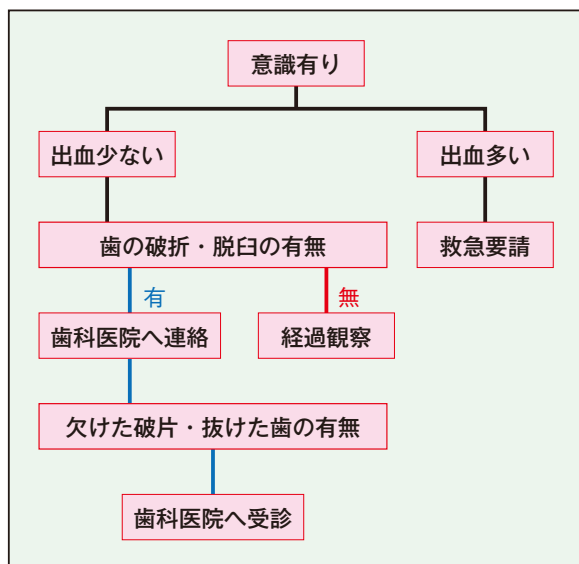 意識有り
出血少ない
出血多い
歯の破折・脱臼の有無
救急要請
有
無
歯科医院へ連絡
経過観察
欠けた破片・抜けた歯の有無
歯科医院へ受診